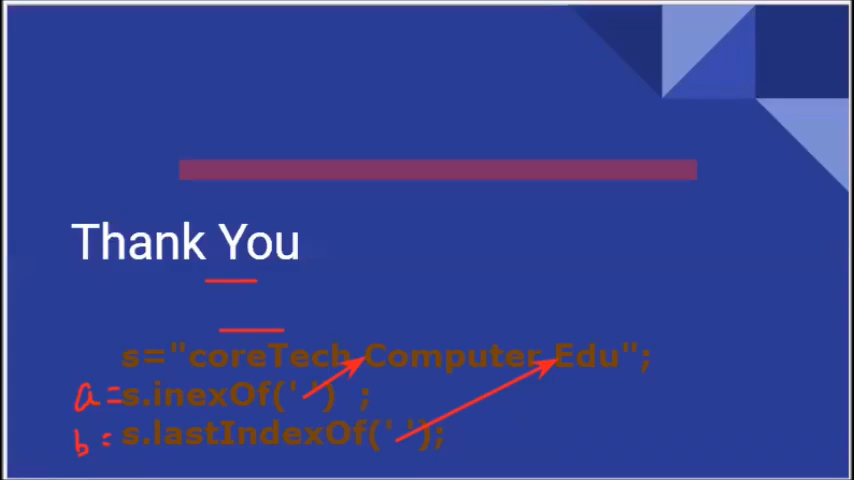 Thank You
s="coreTech Computer Edu";
a=s.inexOf(' ') ;
b=s.lastIndexOf(' ');